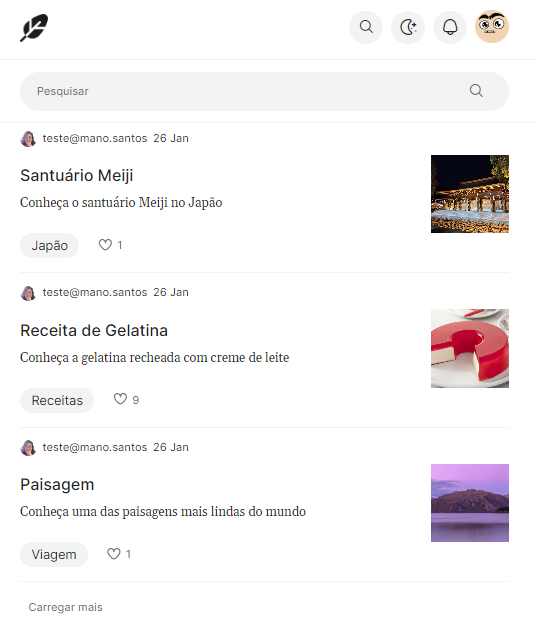 Pesquisar
teste@mano.santos 26 Jan
Santuário Meiji
Conheça o santuário Meiji no Japão
Japão 1
teste@mano.santos 26 Jan
Receita de Gelatina
Conheça a gelatina recheada com creme de leite
Receitas 9
teste@mano.santos 26 Jan
Paisagem
Conheça uma das paisagens mais lindas do mundo
Viagem 1
Carregar mais